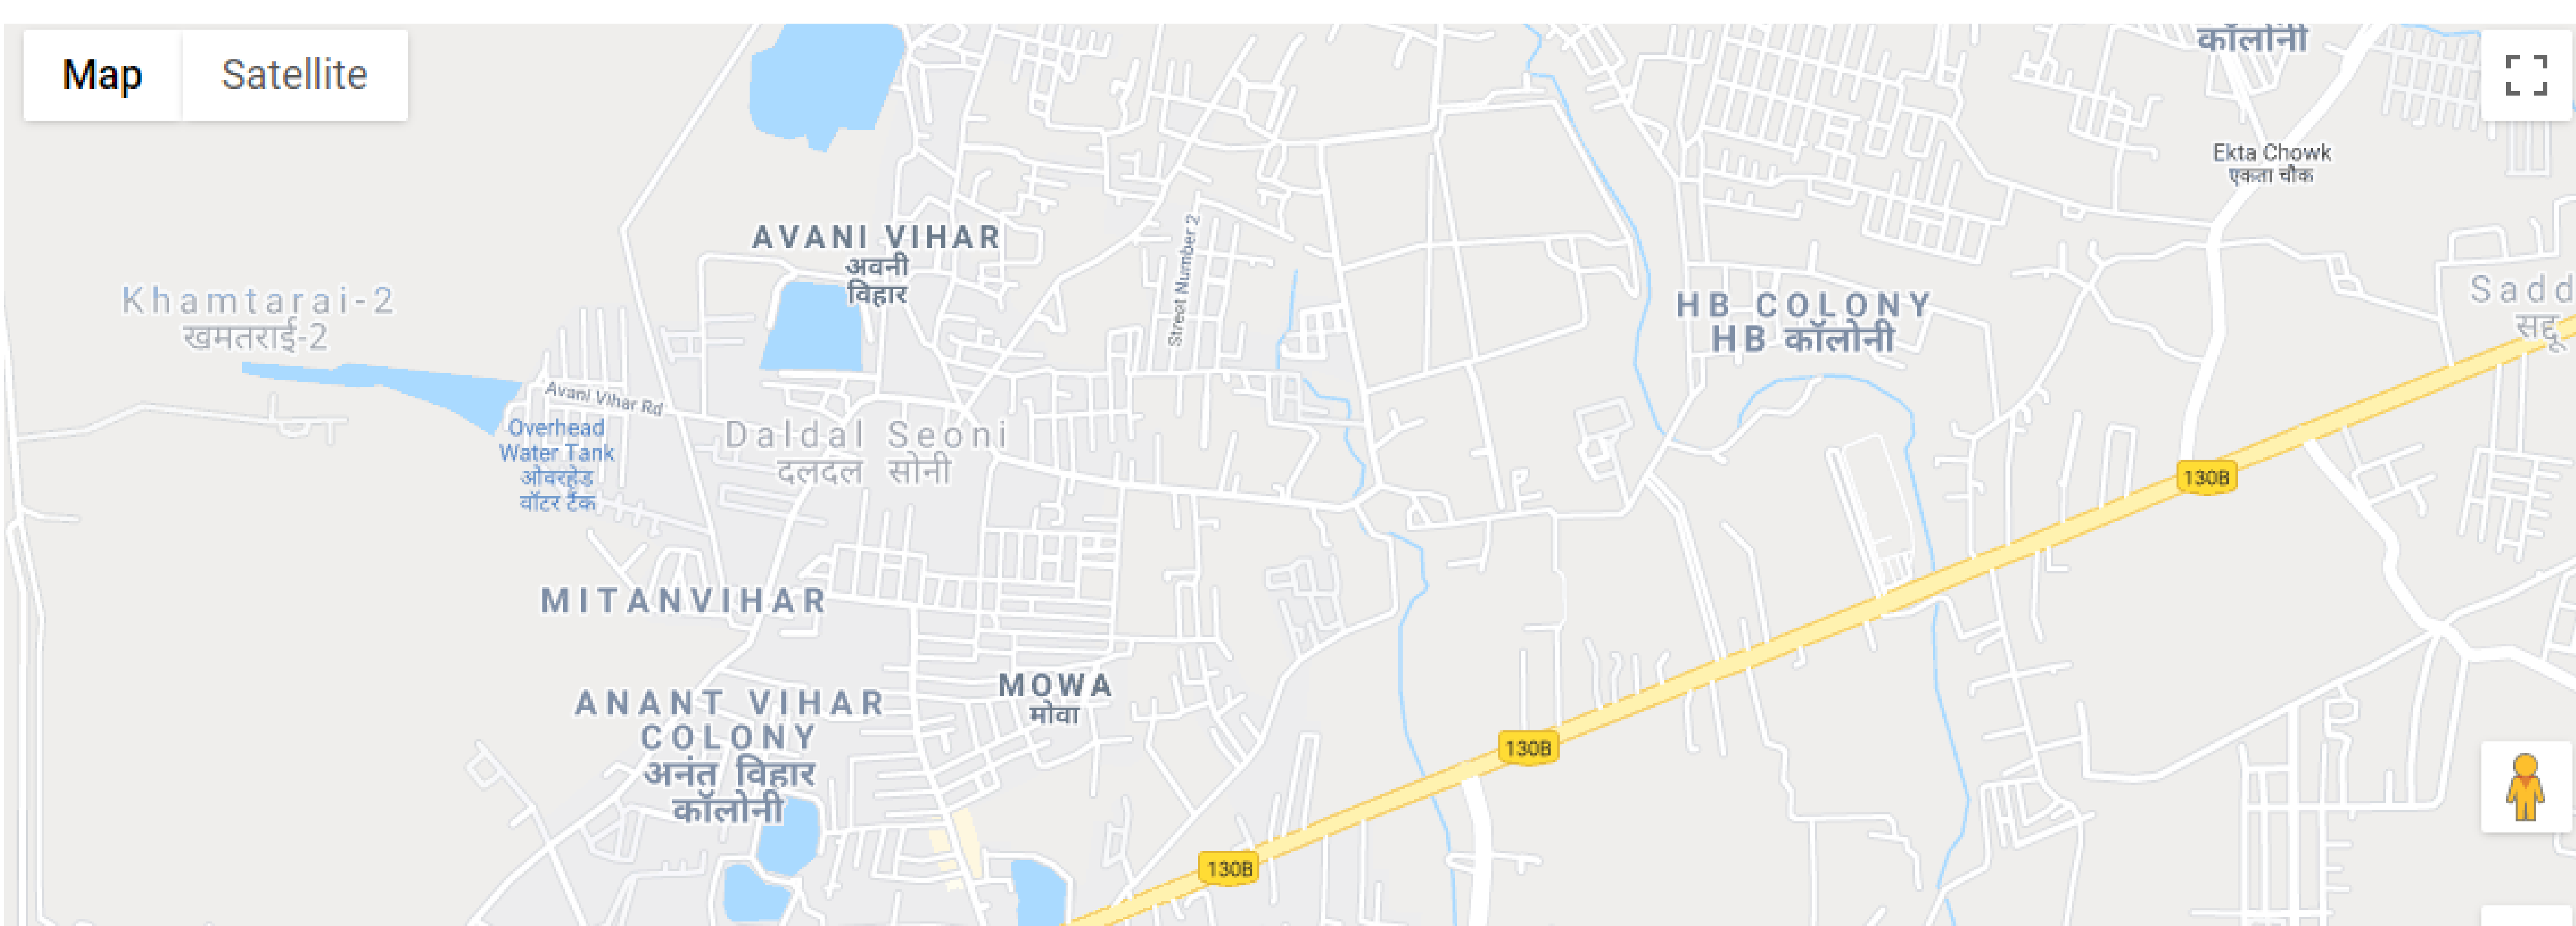 Map
Satellite
कॉलोनी
Ekta Chowk
एकता चौक
AVANI VIHAR
अवनी
विहार
Street Number 2
Khamtarai-2
खमतराई-2
HB COLONY
HB कॉलोनी
Sadd
सद्दू
Avani Vihar Rd
Overhead
Water Tank
ओवरहेड
वॉटर टैंक
Daldal Seoni
दलदल सोनी
130B
MITANVIHAR
MOWA
मोवा
ANANT VIHAR
COLONY
अनंत विहार
कॉलोनी
130B
130B